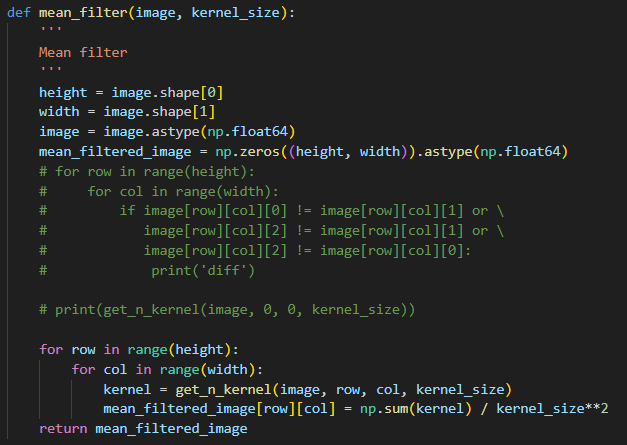 def mean_filter(image, kernel_size):
    '''
    Mean filter
    '''
    height = image.shape[0]
    width = image.shape[1]
    image = image.astype(np.float64)
    mean_filtered_image = np.zeros((height, width)).astype(np.float64)
    # for row in range(height):
    #     for col in range(width):
    #         if image[row][col][0] != image[row][col][1] or \
    #            image[row][col][2] != image[row][col][1] or \
    #            image[row][col][2] != image[row][col][0]:
    #             print('diff')

    # print(get_n_kernel(image, 0, 0, kernel_size))

    for row in range(height):
        for col in range(width):
            kernel = get_n_kernel(image, row, col, kernel_size)
            mean_filtered_image[row][col] = np.sum(kernel) / kernel_size**2
    return mean_filtered_image